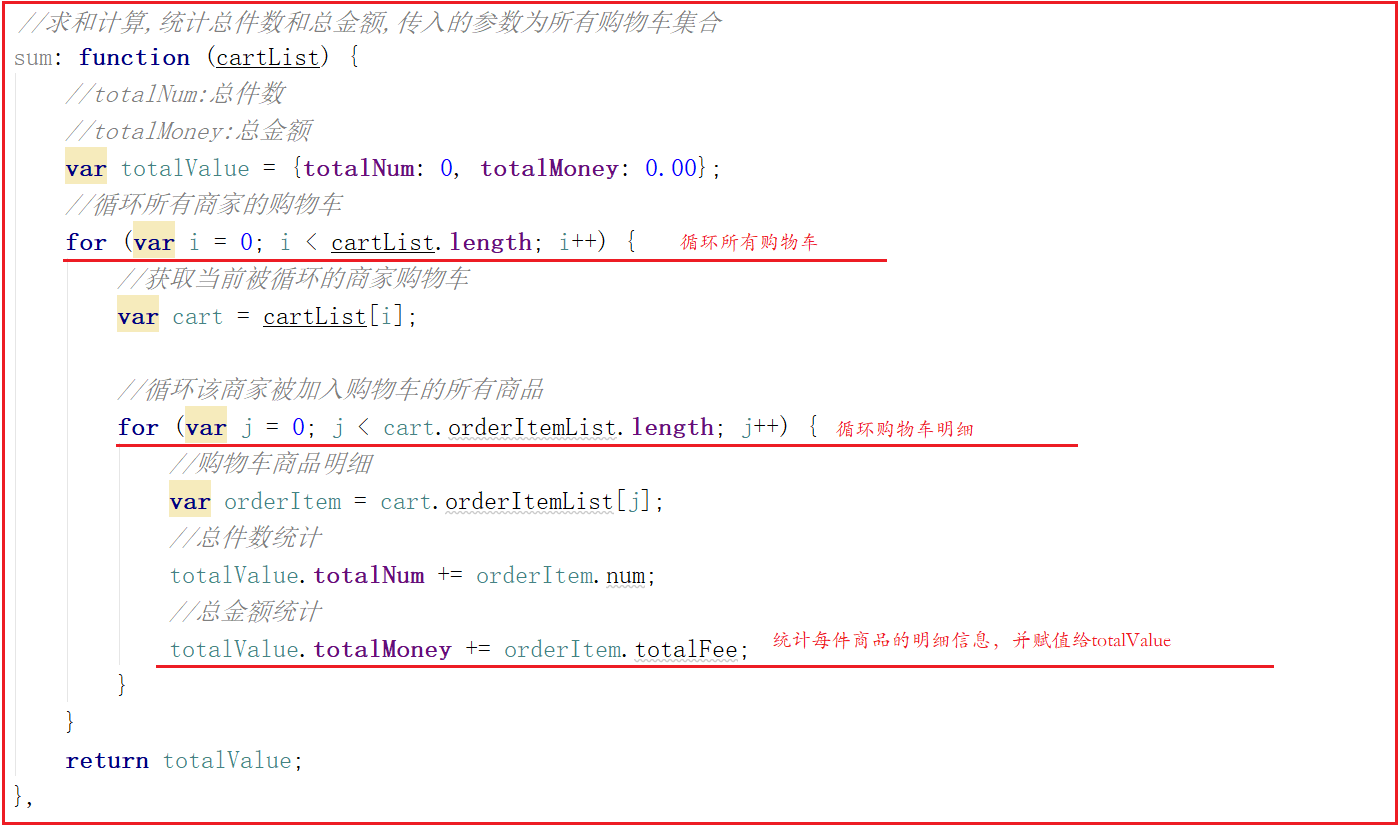 //求和计算,统计总件数和总金额,传入的参数为所有购物车集合
sum: function (cartList) {
//totalNum:总件数
//totalMoney:总金额
var totalValue = {totalNum: 0, totalMoney: 0.00};
//循环所有商家的购物车
for (var i = 0; i < cartList.length; i++) { 循环所有购物车
//获取当前被循环的商家购物车
var cart = cartList[i];
//循环该商家被加入购物车的所有商品
for (var j = 0; j < cart.orderItemList.length; j++) { 循环购物车明细
//购物车商品明细
var orderItem = cart.orderItemList[j];
//总件数统计
totalValue.totalNum += orderItem.num;
//总金额统计
totalValue.totalMoney += orderItem.totalFee; 统计每件商品的明细信息，并赋值给totalValue
}
}
return totalValue;
},